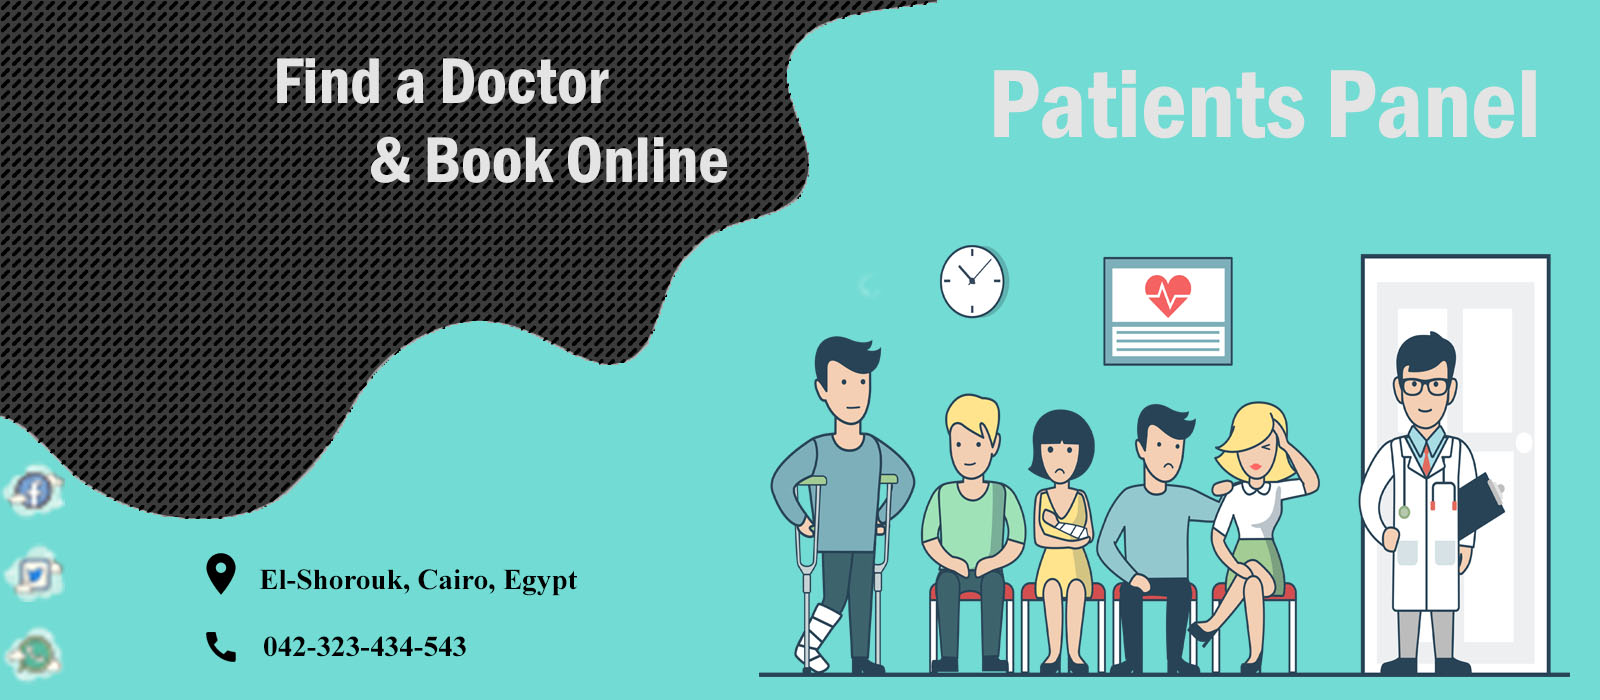 Find a Doctor
& Book Online
Patients Panel
El-Shorouk, Cairo, Egypt
042-323-434-543